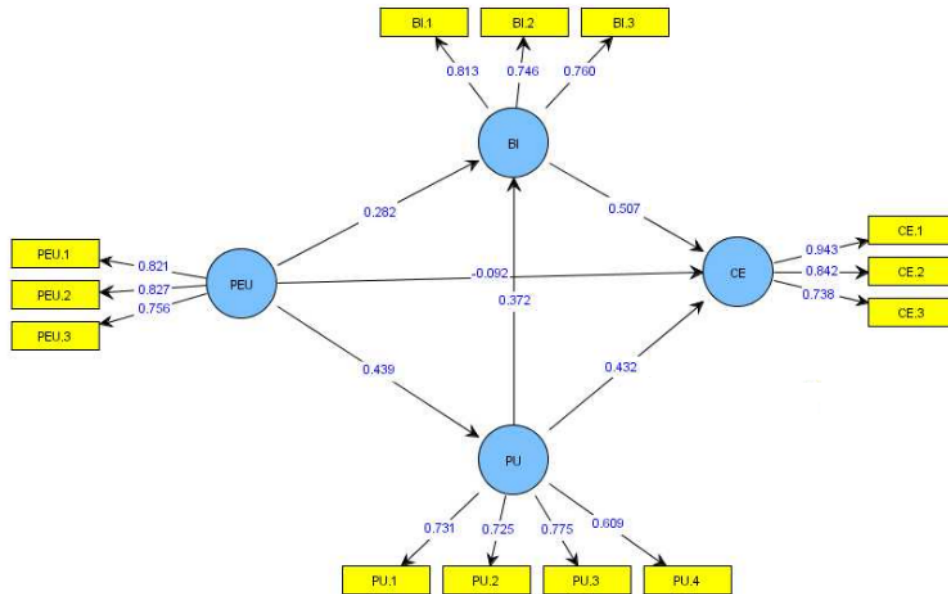 BI.1 BI.2 BI.3
0.813 0.746 0.760
BI
0.282 0.507
PEU.1 0.821
PEU.2 0.827
PEU.3 0.756
PEU
-0.092
0.372
CE
0.943 CE.1
0.842 CE.2
0.738 CE.3
0.439 0.432
PU
0.731 0.725 0.775 0.609
PU.1 PU.2 PU.3 PU.4